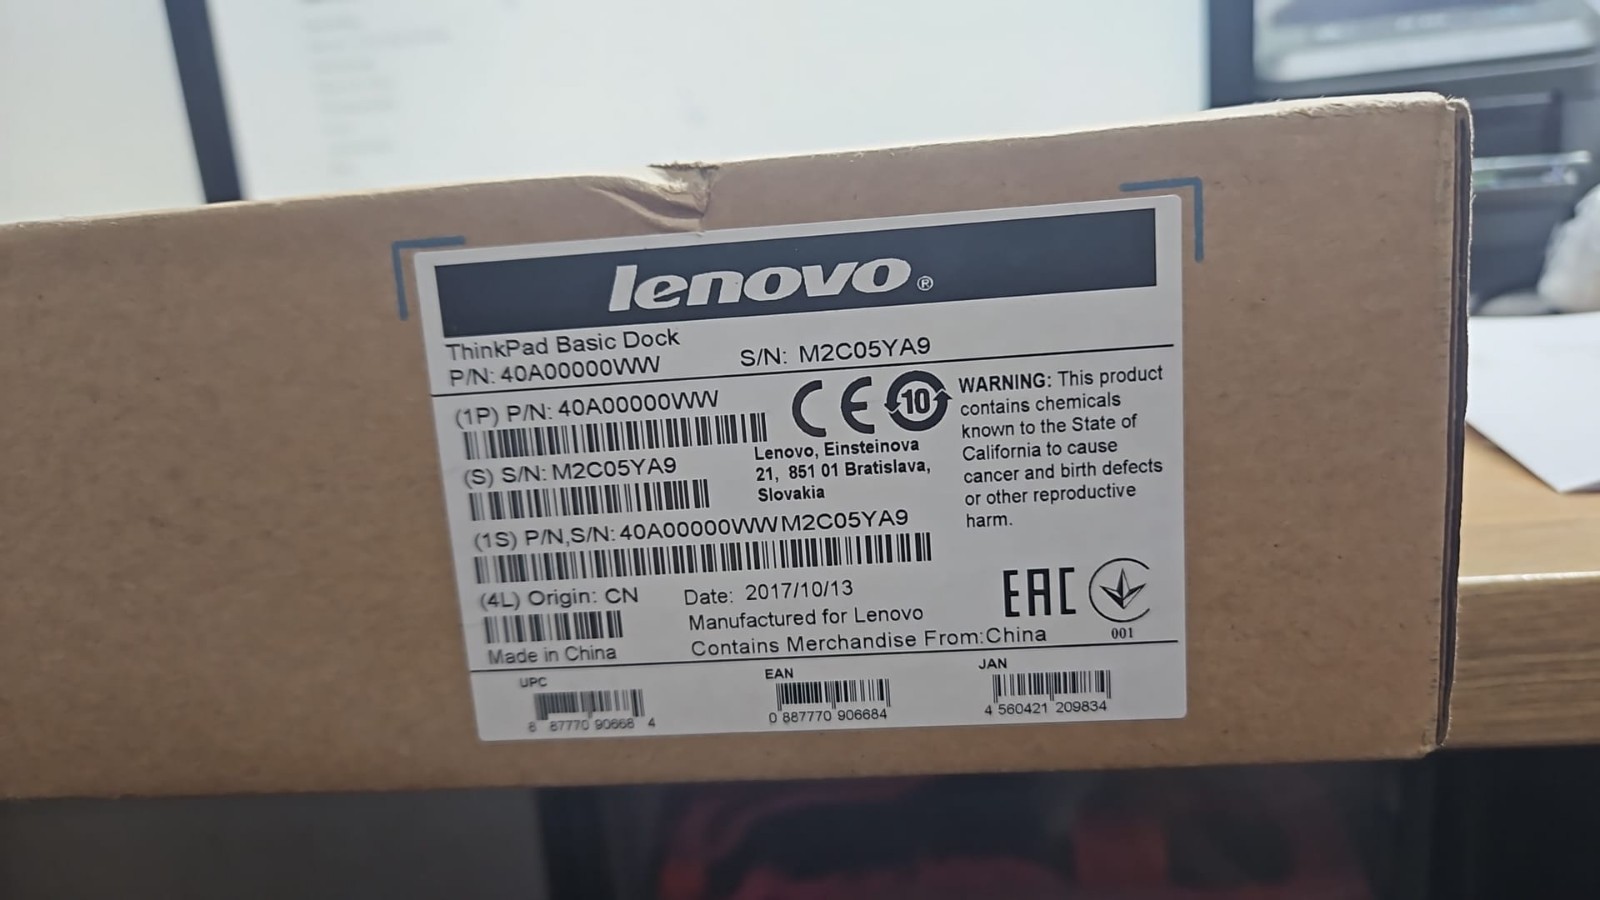 lenovo®
ThinkPad Basic Dock
P/N: 40A00000WW
S/N: M2C05YA9
(1P) P/N: 40A00000WW
(S) S/N: M2C05YA9
(1S) P/N,S/N: 40A00000WWM2C05YA9
(4L) Origin: CN
Made in China
CE
10
Lenovo, Einsteinova
21, 851 01 Bratislava,
Slovakia
WARNING: This product
contains chemicals
known to the State of
California to cause
cancer and birth defects
or other reproductive
harm.
Date: 2017/10/13
Manufactured for Lenovo
Contains Merchandise From:China
EAC
001
UPC
8 87770 90668 4
EAN
0 887770 906684
JAN
4 560421 209834